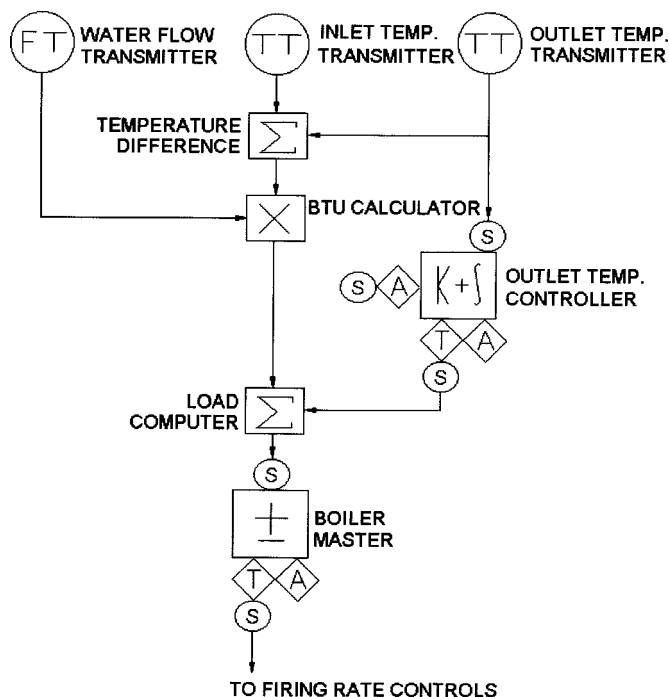 FT
WATER FLOW
TRANSMITTER
TT
INLET TEMP.
TRANSMITTER
TT
OUTLET TEMP.
TRANSMITTER
TEMPERATURE
DIFFERENCE
Σ
×
BTU CALCULATOR
S
S
A
K+∫
OUTLET TEMP.
CONTROLLER
T
A
S
LOAD
COMPUTER
Σ
S
±
BOILER
MASTER
T
A
S
TO FIRING RATE CONTROLS